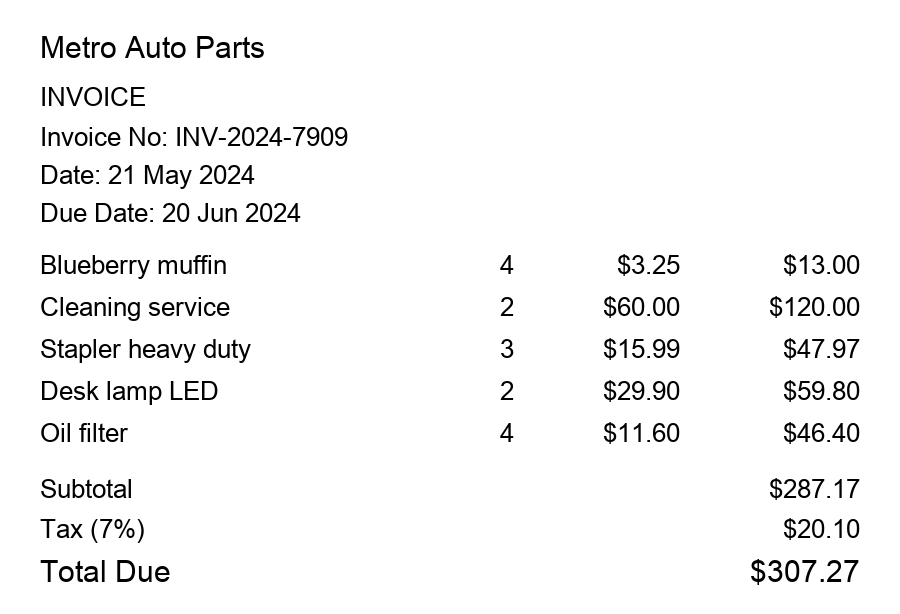 Metro Auto Parts
INVOICE
Invoice No: INV-2024-7909
Date: 21 May 2024
Due Date: 20 Jun 2024
Blueberry muffin 4 $3.25 $13.00
Cleaning service 2 $60.00 $120.00
Stapler heavy duty 3 $15.99 $47.97
Desk lamp LED 2 $29.90 $59.80
Oil filter 4 $11.60 $46.40
Subtotal $287.17
Tax (7%) $20.10
Total Due $307.27